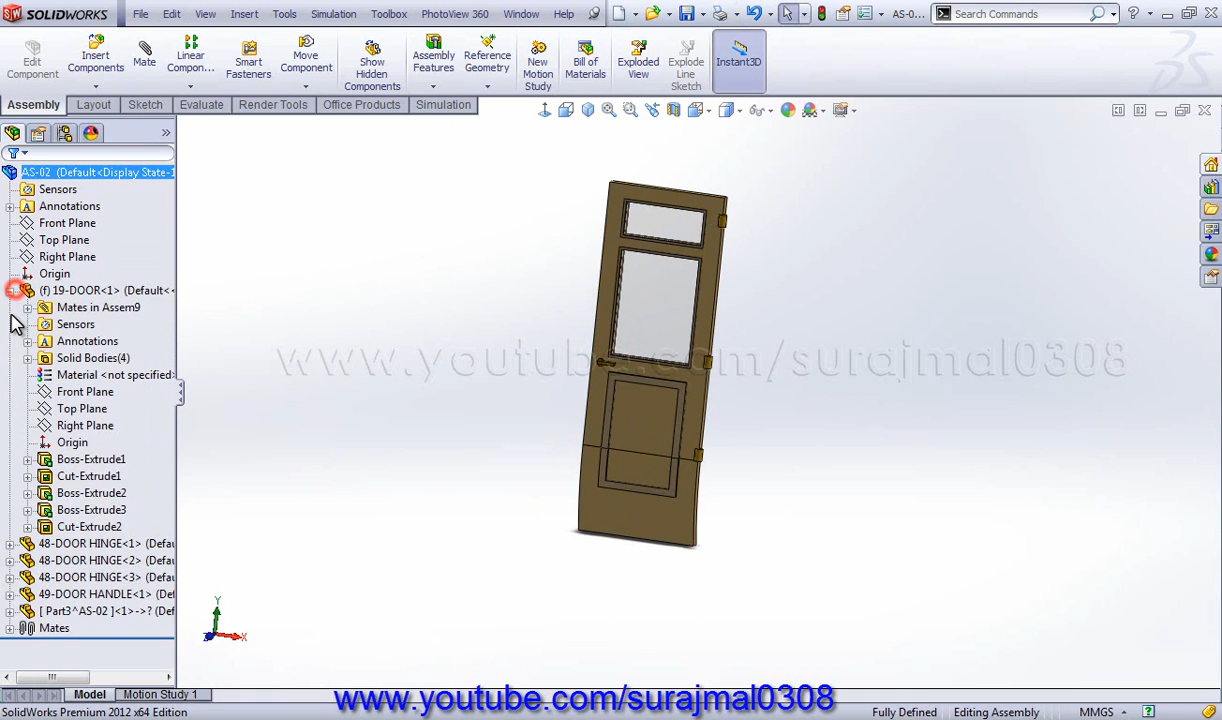 SOLIDWORKS File Edit View Insert Tools Simulation Toolbox PhotoView 360 Window Help AS-0... Search Commands
Edit Component
Insert Components
Mate
Linear Compon...
Smart Fasteners
Move Component
Show Hidden Components
Assembly Features
Reference Geometry
New Motion Study
Bill of Materials
Exploded View
Explode Line Sketch
Instant3D
Assembly Layout Sketch Evaluate Render Tools Office Products Simulation
AS-02 (Default<Display State-1
Sensors
Annotations
Front Plane
Top Plane
Right Plane
Origin
(f) 19-DOOR<1> (Default<<
Mates in Assem9
Sensors
Annotations
Solid Bodies(4)
Material <not specified>
Front Plane
Top Plane
Right Plane
Origin
Boss-Extrude1
Cut-Extrude1
Boss-Extrude2
Boss-Extrude3
Cut-Extrude2
48-DOOR HINGE<1> (Defau
48-DOOR HINGE<2> (Defau
48-DOOR HINGE<3> (Defau
49-DOOR HANDLE<1> (Defa
[ Part3^AS-02 ]<1>->? (Defau
Mates
www.youtube.com/surajmal0308
Y
X
Model Motion Study 1
www.youtube.com/surajmal0308
SolidWorks Premium 2012 x64 Edition Fully Defined Editing Assembly MMGS